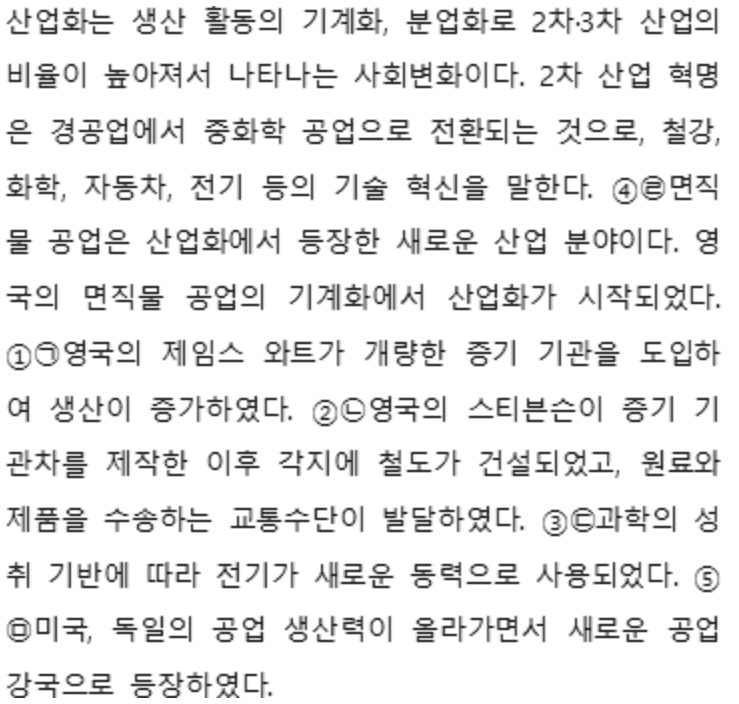 산업화는 생산 활동의 기계화, 분업화로 2차·3차 산업의
비율이 높아져서 나타나는 사회변화이다. 2차 산업 혁명
은 경공업에서 중화학 공업으로 전환되는 것으로, 철강,
화학, 자동차, 전기 등의 기술 혁신을 말한다. ④㉣면직
물 공업은 산업화에서 등장한 새로운 산업 분야이다. 영
국의 면직물 공업의 기계화에서 산업화가 시작되었다.
①㉠영국의 제임스 와트가 개량한 증기 기관을 도입하
여 생산이 증가하였다. ②㉡영국의 스티븐슨이 증기 기
관차를 제작한 이후 각지에 철도가 건설되었고, 원료와
제품을 수송하는 교통수단이 발달하였다. ③㉢과학의 성
취 기반에 따라 전기가 새로운 동력으로 사용되었다. ⑤
㉤미국, 독일의 공업 생산력이 올라가면서 새로운 공업
강국으로 등장하였다.